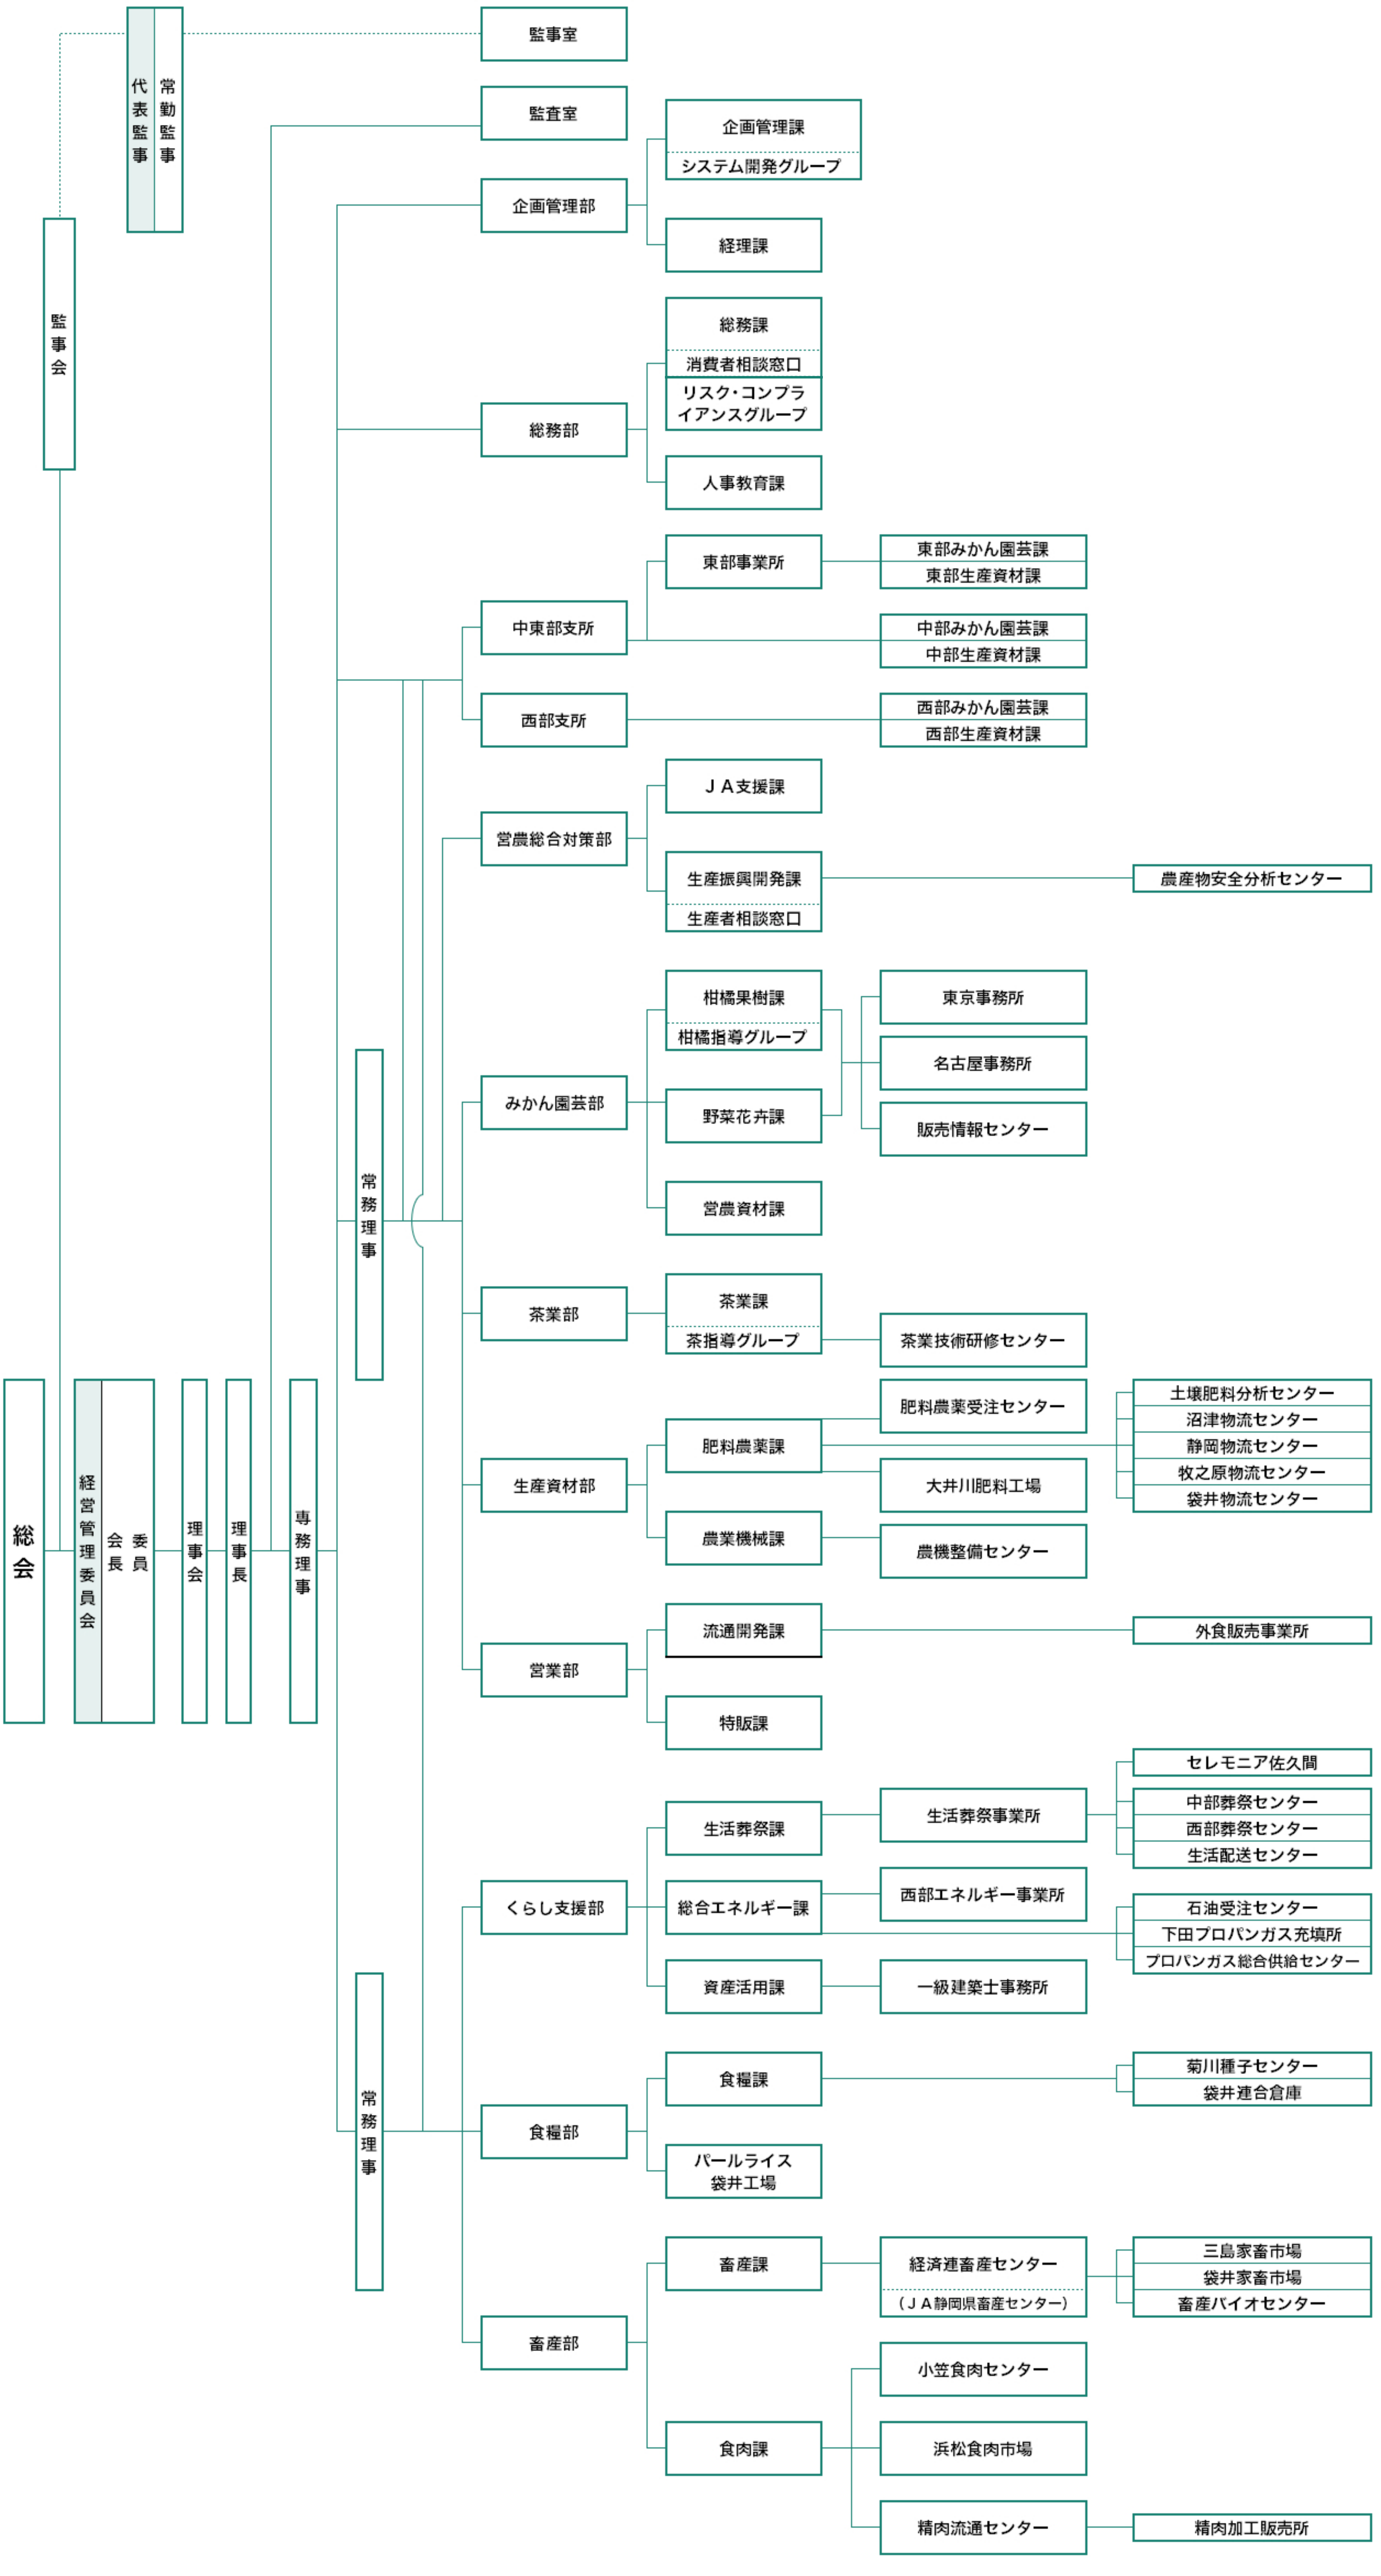 監事室
代表監事
常勤監事
監査室
企画管理課
システム開発グループ
企画管理部
経理課
監事会
総務課
消費者相談窓口
リスク・コンプラ
イアンスグループ
総務部
人事教育課
東部事業所
東部みかん園芸課
東部生産資材課
中東部支所
中部みかん園芸課
中部生産資材課
西部支所
西部みかん園芸課
西部生産資材課
JA支援課
営農総合対策部
生産振興開発課
生産者相談窓口
農産物安全分析センター
柑橘果樹課
柑橘指導グループ
東京事務所
名古屋事務所
みかん園芸部
野菜花卉課
販売情報センター
営農資材課
常務理事
茶業部
茶業課
茶指導グループ
茶業技術研修センター
肥料農薬受注センター
土壌肥料分析センター
沼津物流センター
静岡物流センター
牧之原物流センター
袋井物流センター
肥料農薬課
生産資材部
大井川肥料工場
農業機械課
農機整備センター
総会
経営管理委員会
会長
委員
理事会
理事長
専務理事
流通開発課
外食販売事業所
営業部
特販課
セレモニア佐久間
生活葬祭課
生活葬祭事業所
中部葬祭センター
西部葬祭センター
生活配送センター
くらし支援部
総合エネルギー課
西部エネルギー事業所
石油受注センター
下田プロパンガス充填所
プロパンガス総合供給センター
資産活用課
一級建築士事務所
常務理事
食糧課
菊川種子センター
袋井連合倉庫
食糧部
パールライス
袋井工場
畜産課
経済連畜産センター
（JA静岡県畜産センター）
三島家畜市場
袋井家畜市場
畜産バイオセンター
畜産部
小笠食肉センター
食肉課
浜松食肉市場
精肉流通センター
精肉加工販売所